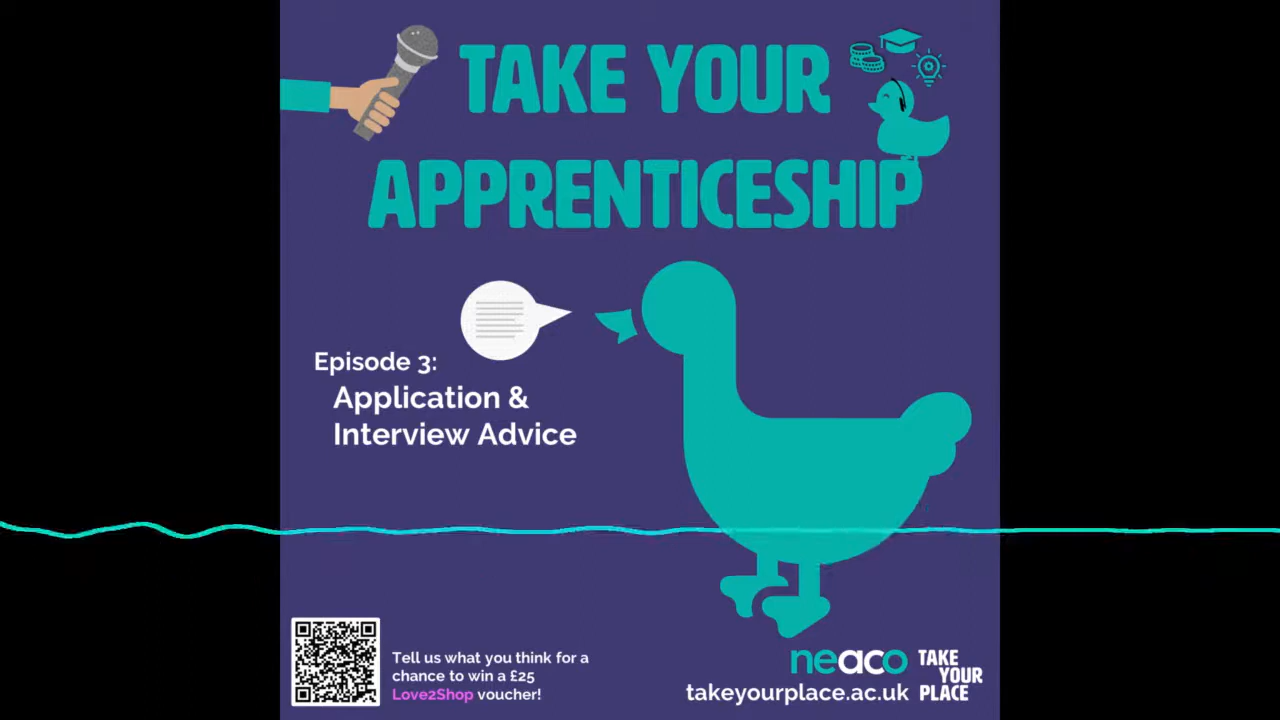 TAKE YOUR
APPRENTICESHIP
Episode 3:
Application &
Interview Advice
Tell us what you think for a
chance to win a £25
Love2Shop voucher!
neaco
takeyourplace.ac.uk
TAKE
YOUR
PLACE